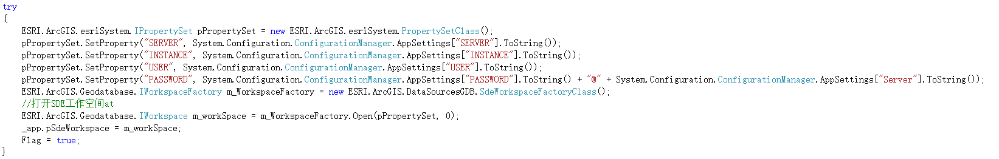 try
{
    ESRI.ArcGIS.esriSystem.IPropertySet pPropertySet = new ESRI.ArcGIS.esriSystem.PropertySetClass();
    pPropertySet.SetProperty("SERVER", System.Configuration.ConfigurationManager.AppSettings["SERVER"].ToString());
    pPropertySet.SetProperty("INSTANCE", System.Configuration.ConfigurationManager.AppSettings["INSTANCE"].ToString());
    pPropertySet.SetProperty("USER", System.Configuration.ConfigurationManager.AppSettings["USER"].ToString());
    pPropertySet.SetProperty("PASSWORD", System.Configuration.ConfigurationManager.AppSettings["PASSWORD"].ToString() + "@" + System.Configuration.ConfigurationManager.AppSettings["Server"].ToString());
    ESRI.ArcGIS.Geodatabase.IWorkspaceFactory m_WorkspaceFactory = new ESRI.ArcGIS.DataSourcesGDB.SdeWorkspaceFactoryClass();
    //打开SDE工作空间at
    ESRI.ArcGIS.Geodatabase.IWorkspace m_workSpace = m_WorkspaceFactory.Open(pPropertySet, 0);
    _app.pSdeWorkspace = m_workSpace;
    Flag = true;
}